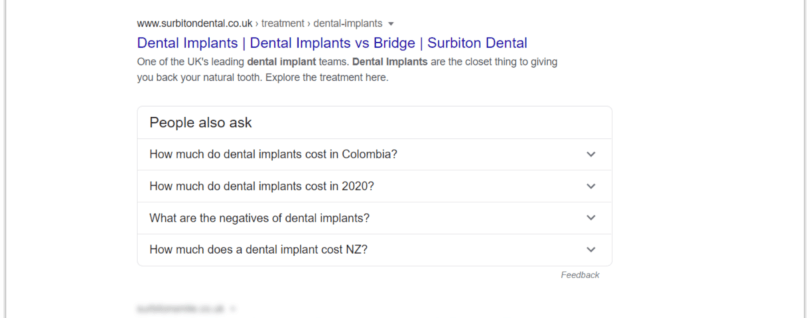 www.surbitondental.co.uk › treatment › dental-implants
Dental Implants | Dental Implants vs Bridge | Surbiton Dental
One of the UK's leading dental implant teams. Dental Implants are the closet thing to giving
you back your natural tooth. Explore the treatment here.
People also ask
How much do dental implants cost in Colombia?
How much do dental implants cost in 2020?
What are the negatives of dental implants?
How much does a dental implant cost NZ?
Feedback